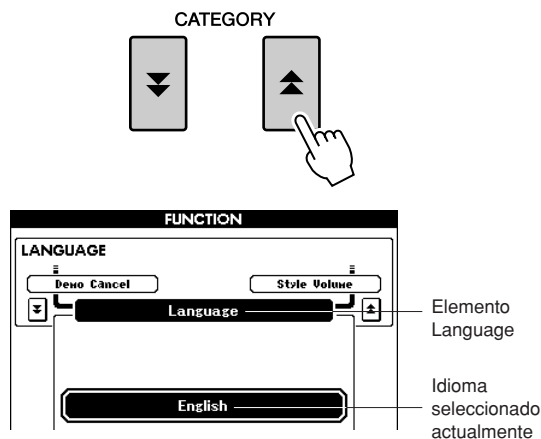 CATEGORY
FUNCTION
LANGUAGE
Demo Cancel
Style Volume
Language
Elemento
Language
English
Idioma
seleccionado
actualmente